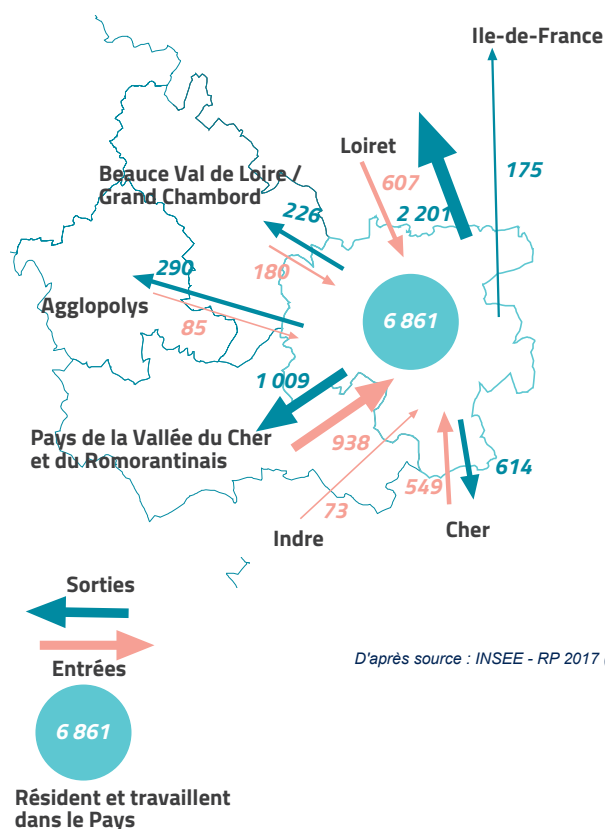 Ile-de-France
Loiret
607
175
Beauce Val de Loire /
Grand Chambord
226
2 201
180
290
Agglopolys
85
6 861
1 009
Pays de la Vallée du Cher
et du Romorantinais
938
614
549
73
Indre
Cher
Sorties
Entrées
D'après source : INSEE - RP 2017 (
6 861
Résident et travaillent
dans le Pays